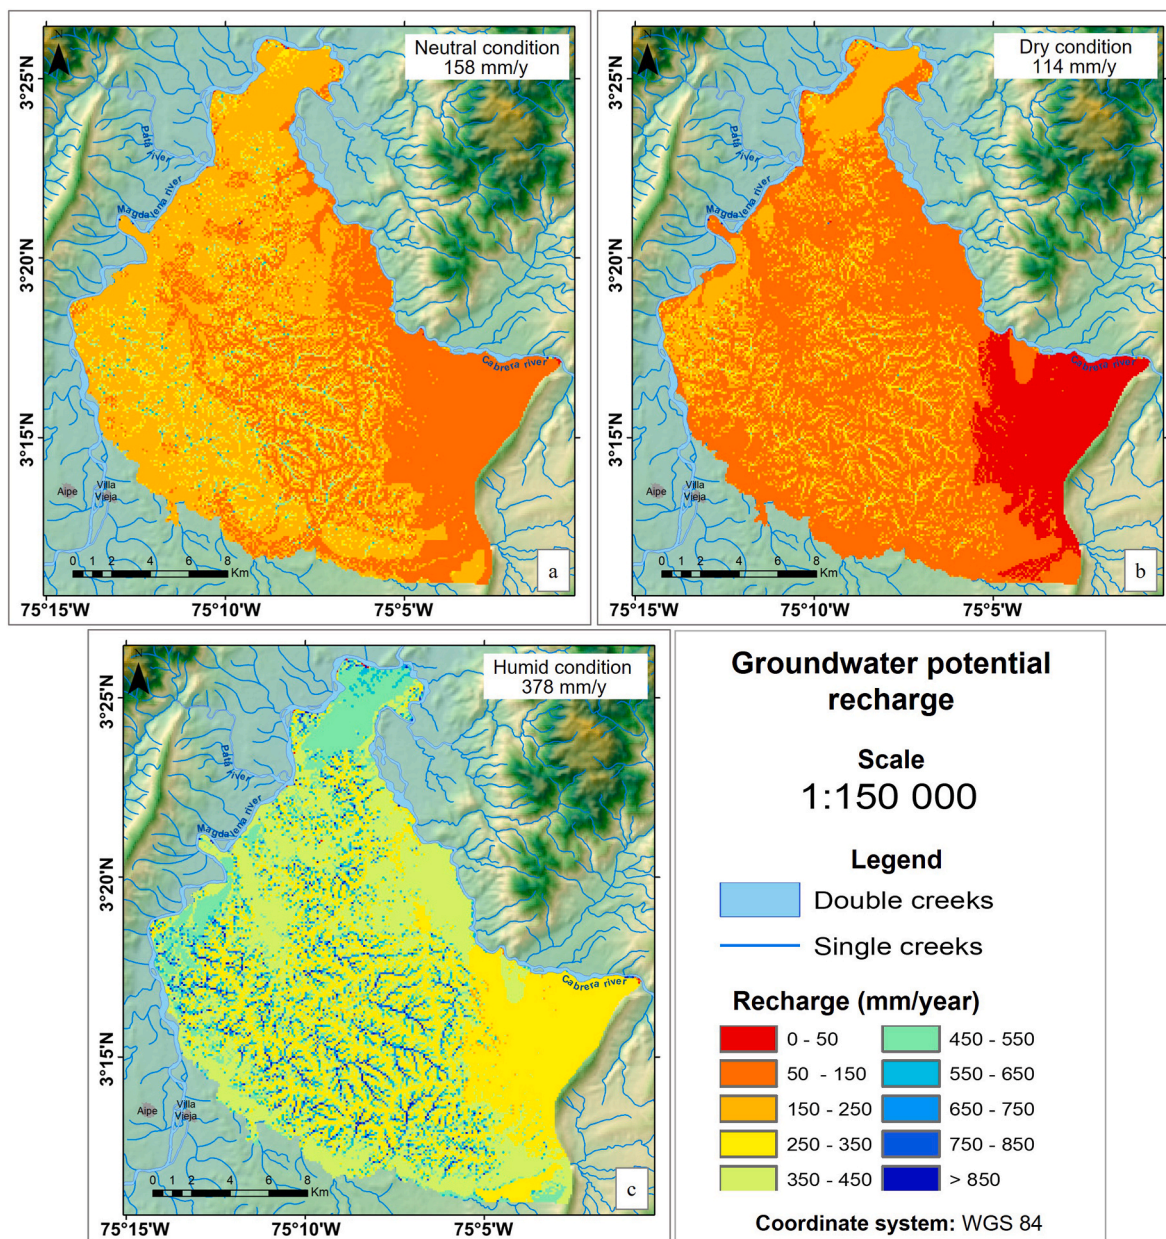 N
Neutral condition
158 mm/y
3°25'N
3°20'N
3°15'N
Patá river
Magdalena river
Cabrera river
Aipe
Villa
Vieja
0 1 2 4 6 8
Km
a
75°15'W 75°10'W 75°5'W
N
Dry condition
114 mm/y
3°25'N
3°20'N
3°15'N
Patá river
Magdalena river
Cabrera river
Aipe
Villa
Vieja
0 1 2 4 6 8
Km
b
75°15'W 75°10'W 75°5'W
N
Humid condition
378 mm/y
3°25'N
3°20'N
3°15'N
Patá river
Magdalena river
Cabrera river
Aipe
Villa
Vieja
0 1 2 4 6 8
Km
c
75°15'W 75°10'W 75°5'W
Groundwater potential
recharge
Scale
1:150 000
Legend
Double creeks
Single creeks
Recharge (mm/year)
0 - 50 450 - 550
50 - 150 550 - 650
150 - 250 650 - 750
250 - 350 750 - 850
350 - 450 > 850
Coordinate system: WGS 84